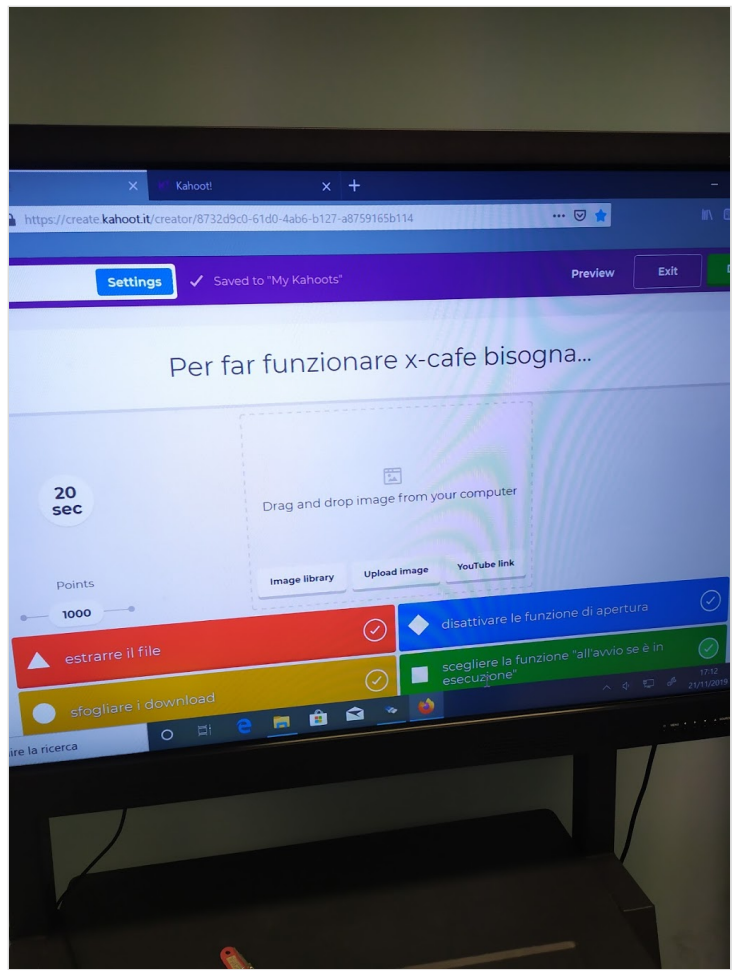 Kahoot!
https://create.kahoot.it/creator/8732d9c0-61d0-4ab6-b127-a8759165b114
Settings
Saved to "My Kahoots"
Preview
Exit
Per far funzionare x-cafe bisogna...
20
sec
Drag and drop image from your computer
Image library
Upload image
YouTube link
Points
1000
estrarre il file
disattivare le funzione di apertura
sfogliare i download
scegliere la funzione "all'avvio se è in
esecuzione"
la ricerca
17:12
21/11/2019